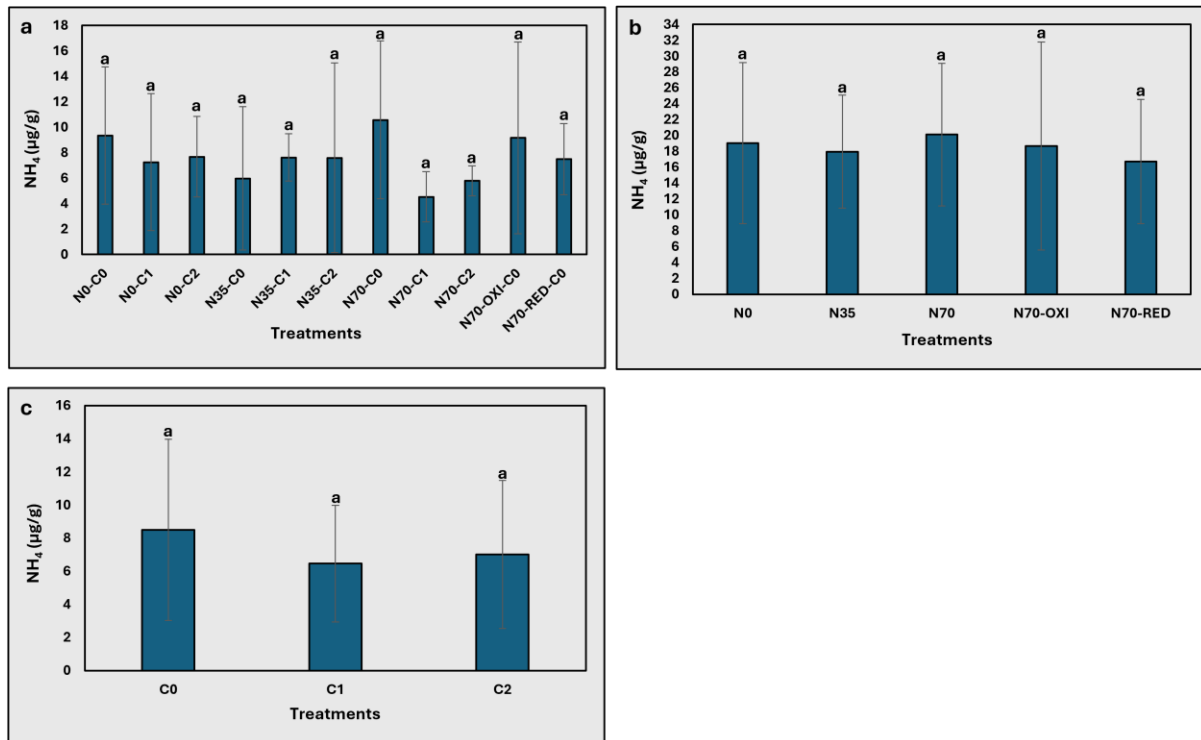 a
18
16
14
12
10
8
6
4
2
0
NH₄ (µg/g)
a a a a a a a a a a a
N0-C0 N0-C1 N0-C2 N35-C0 N35-C1 N35-C2 N70-C0 N70-C1 N70-C2 N70-OXI-C0 N70-RED-C0
Treatments
b
34
32
30
28
26
24
22
20
18
16
14
12
10
8
6
4
2
0
NH₄ (µg/g)
a a a a a
N0 N35 N70 N70-OXI N70-RED
Treatments
c
16
14
12
10
8
6
4
2
0
NH₄ (µg/g)
a a a
C0 C1 C2
Treatments